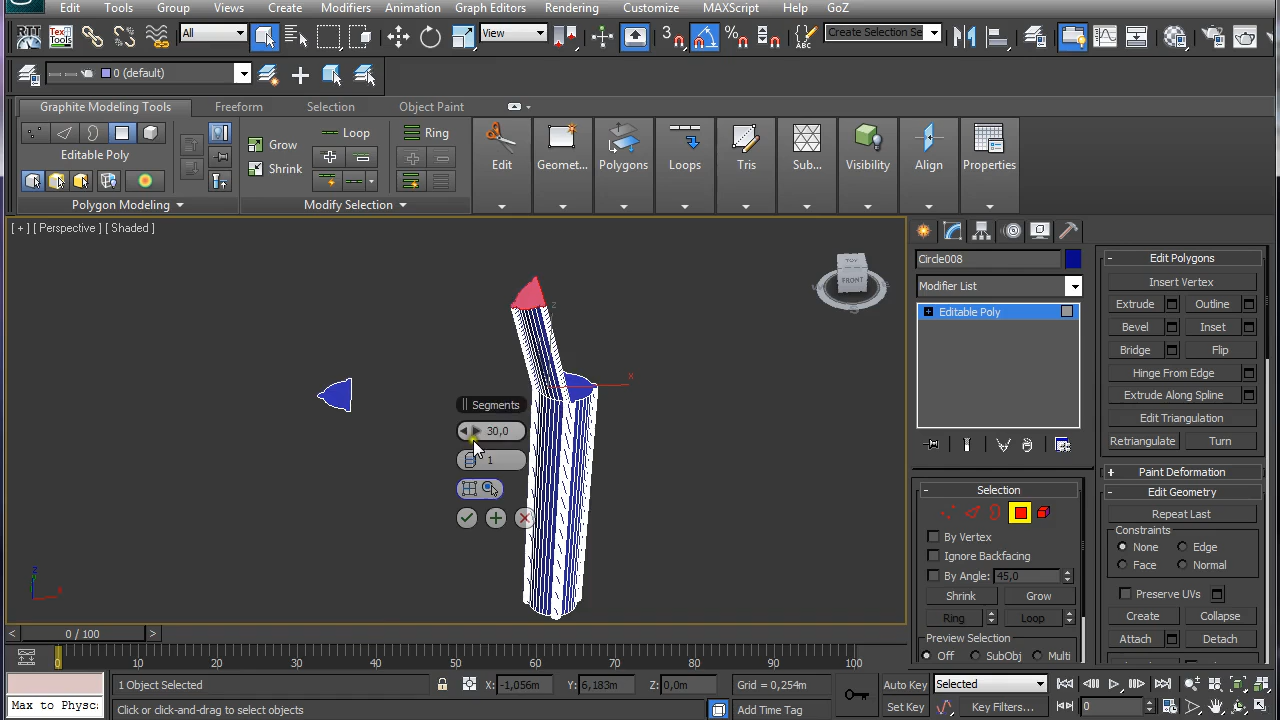 Edit Tools Group Views Create Modifiers Animation Graph Editors Rendering Customize MAXScript Help GoZ
RTT Tex Tools All View 3 Create Selection Se
0 (default)
Graphite Modeling Tools Freeform Selection Object Paint
Loop Ring
Editable Poly Grow
Shrink
Edit Geomet... Polygons Loops Tris Sub... Visibility Align Properties
Polygon Modeling Modify Selection
[ + ] [ Perspective ] [ Shaded ]
TOP
FRONT
S
z
x
Segments
30,0
1
z
x
Circle008
Modifier List
Editable Poly
Selection
By Vertex
Ignore Backfacing
By Angle: 45,0
Shrink Grow
Ring Loop
Preview Selection
Off SubObj Multi
Edit Polygons
Insert Vertex
Extrude Outline
Bevel Inset
Bridge Flip
Hinge From Edge
Extrude Along Spline
Edit Triangulation
Retriangulate Turn
Paint Deformation
Edit Geometry
Repeat Last
Constraints
None Edge
Face Normal
Preserve UVs
Create Collapse
Attach Detach
< 0 / 100 >
0 10 20 30 40 50 60 70 80 90 100
1 Object Selected X: -1,056m Y: 6,183m Z: 0,0m Grid = 0,254m Auto Key Selected
Max to Physc Click or click-and-drag to select objects Add Time Tag Set Key Key Filters... 0